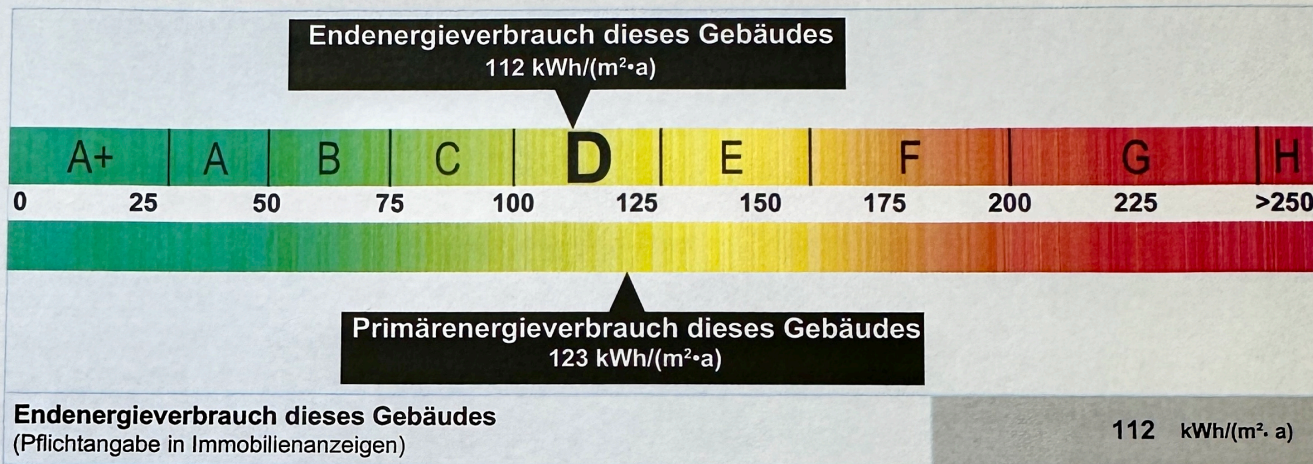 Endenergieverbrauch dieses Gebäudes
112 kWh/(m²•a)
A+ A B C D E F G H
0 25 50 75 100 125 150 175 200 225 >250
Primärenergieverbrauch dieses Gebäudes
123 kWh/(m²•a)
Endenergieverbrauch dieses Gebäudes
(Pflichtangabe in Immobilienanzeigen)
112 kWh/(m²· a)